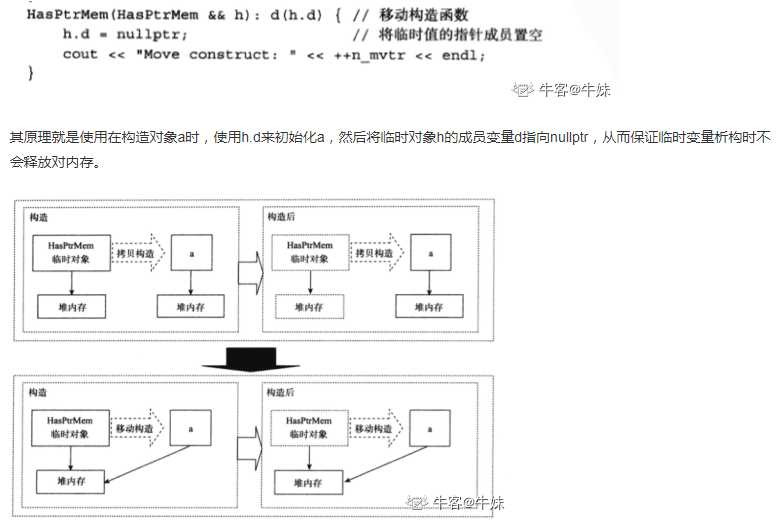 HasPtrMem(HasPtrMem && h): d(h.d) { // 移动构造函数
h.d = nullptr; // 将临时值的指针成员置空
cout << "Move construct: " << ++n_mvtr << endl;
}
牛客@牛妹
其原理就是使用在构造对象a时，使用h.d来初始化a，然后将临时对象h的成员变量d指向nullptr，从而保证临时变量析构时不
会释放对内存。
构造
HasPtrMem
临时对象
拷贝构造
a
堆内存
堆内存
构造后
HasPtrMem
临时对象
拷贝构造
a
堆内存
堆内存
构造
HasPtrMem
临时对象
移动构造
a
堆内存
构造后
HasPtrMem
临时对象
移动构造
a
堆内存
牛客@牛妹